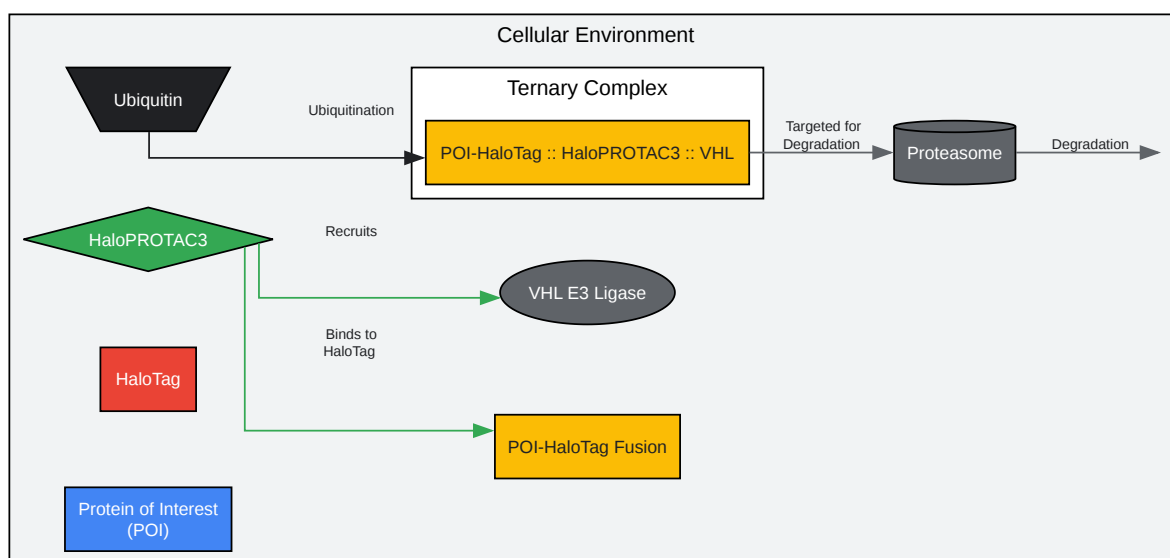 Cellular Environment
Ubiquitin
Ubiquitination
Ternary Complex
POI-HaloTag :: HaloPROTAC3 :: VHL
Targeted for
Degradation
Proteasome
Degradation
HaloPROTAC3
Recruits
VHL E3 Ligase
Binds to
HaloTag
HaloTag
POI-HaloTag Fusion
Protein of Interest
(POI)